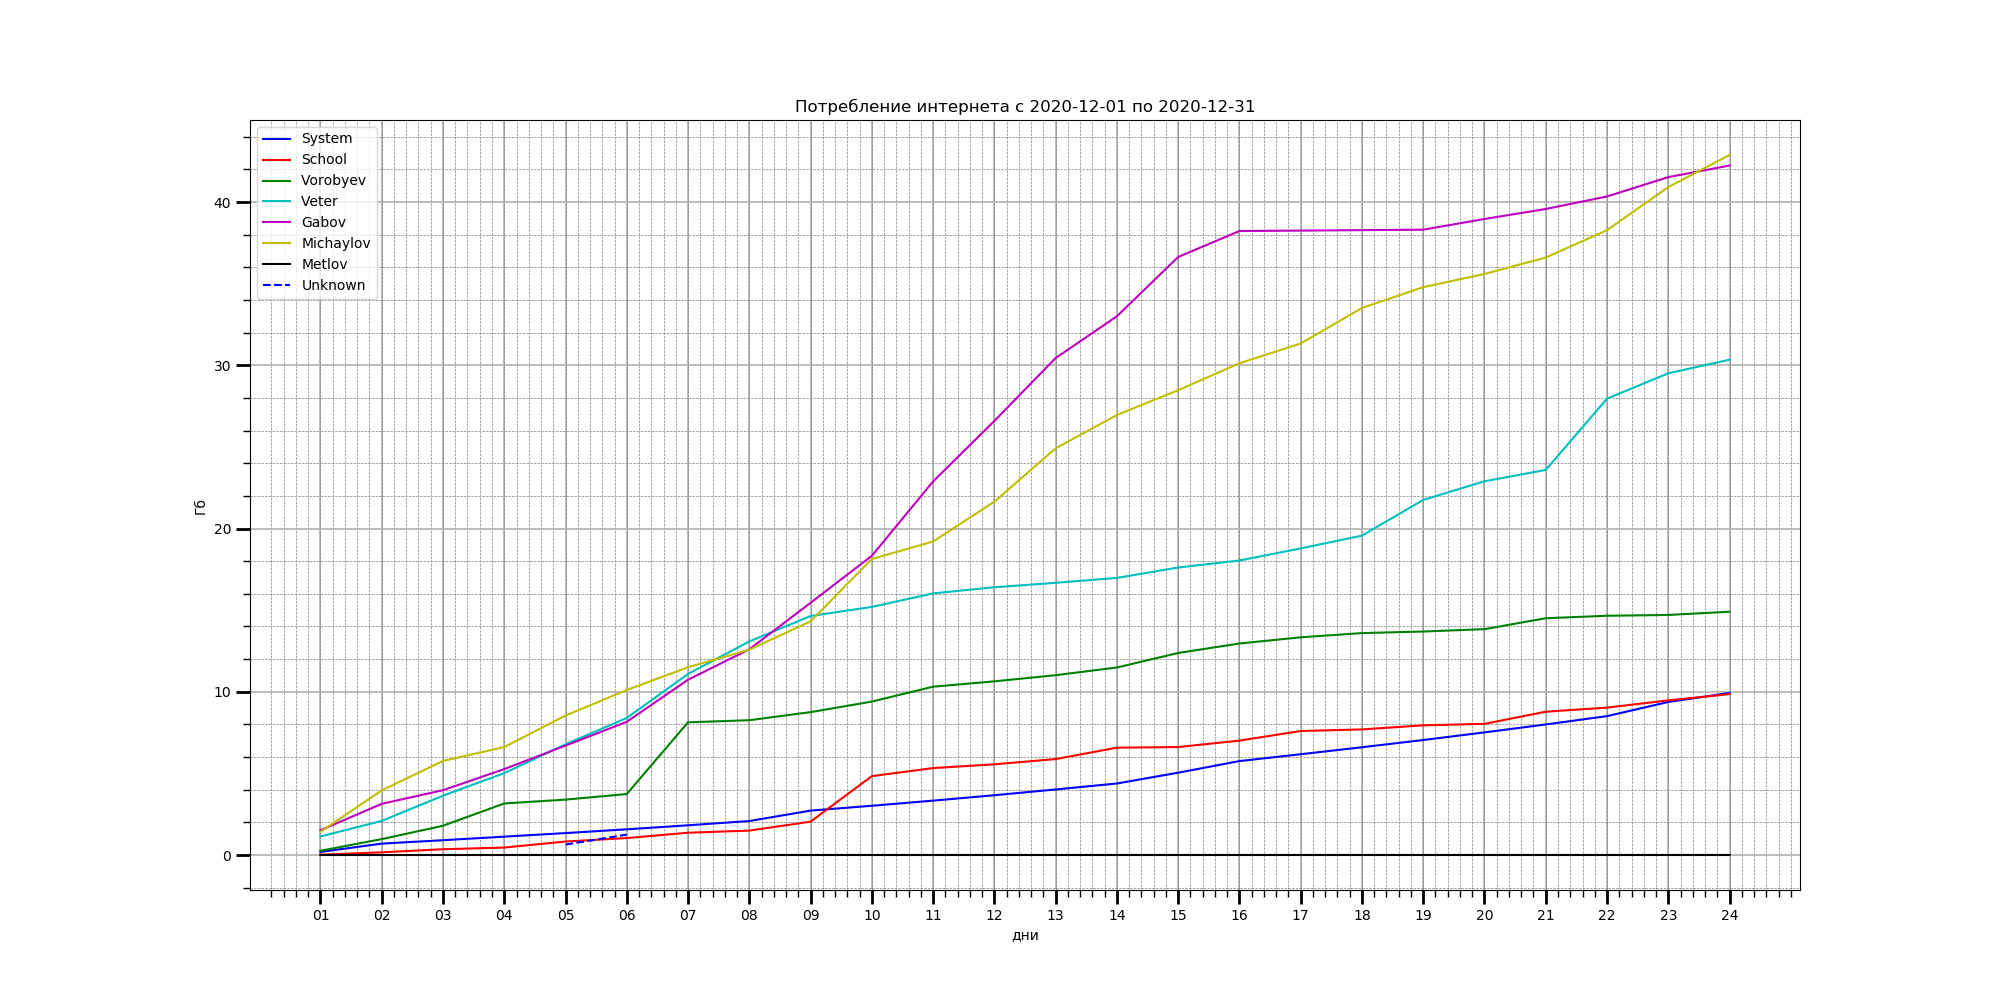 Потребление интернета с 2020-12-01 по 2020-12-31
System
School
Vorobyev
Veter
Gabov
Michaylov
Metlov
Unknown
40
30
20
10
0
Гб
01 02 03 04 05 06 07 08 09 10 11 12 13 14 15 16 17 18 19 20 21 22 23 24
дни